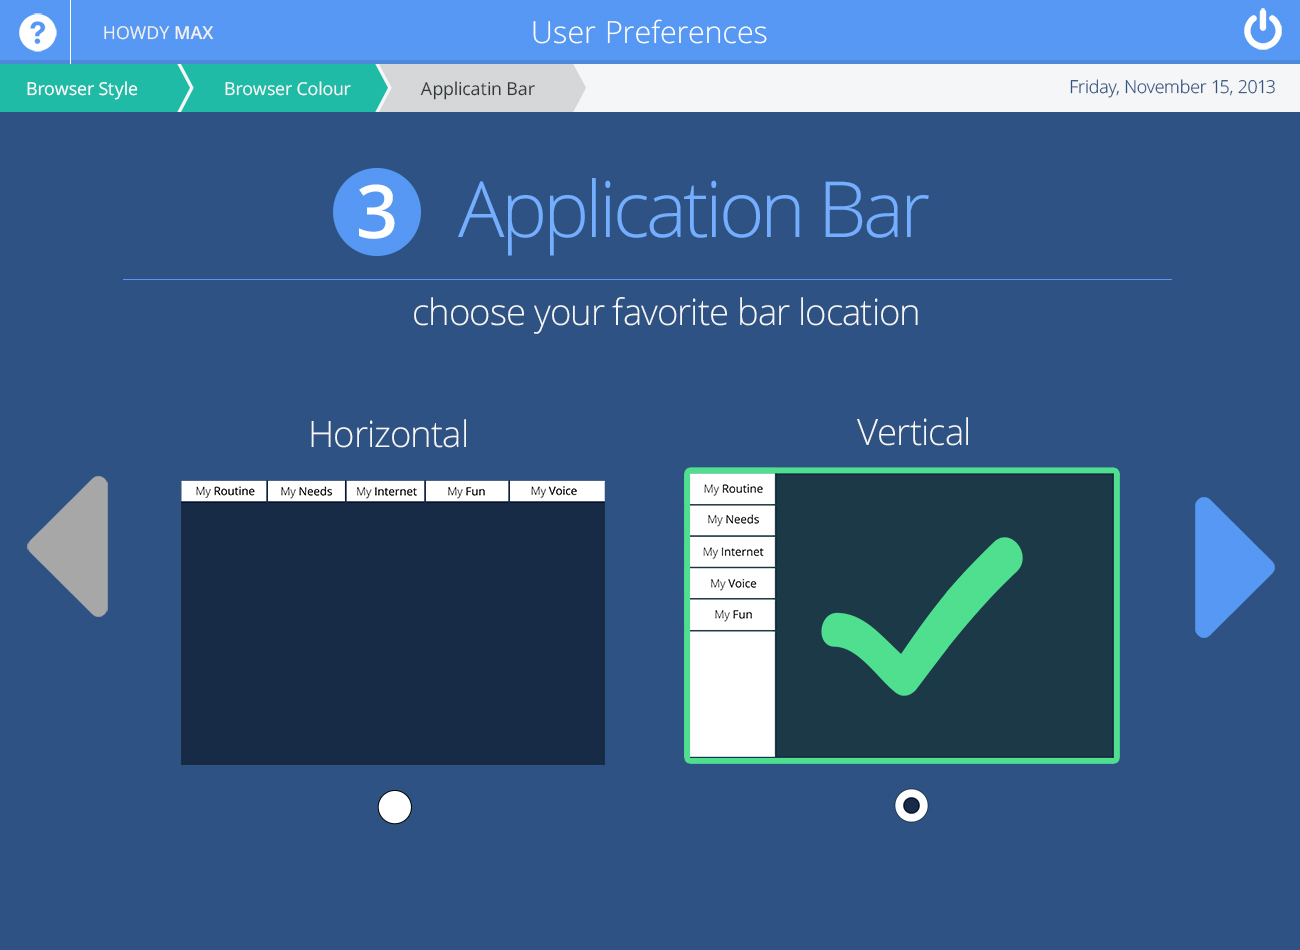 ?
HOWDY MAX
User Preferences
Browser Style
Browser Colour
Applicatin Bar
Friday, November 15, 2013
3 Application Bar
choose your favorite bar location
Horizontal
My Routine My Needs My Internet My Fun My Voice
Vertical
My Routine
My Needs
My Internet
My Voice
My Fun